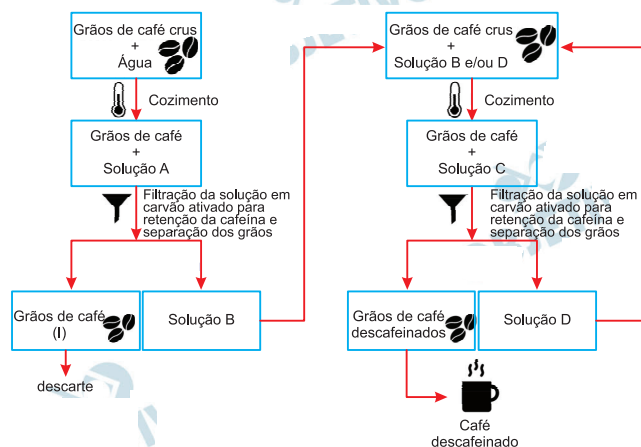 Grãos de café crus
+
Água
Cozimento
Grãos de café
+
Solução A
Filtração da solução em
carvão ativado para
retenção da cafeína e
separação dos grãos
Grãos de café
(I)
Solução B
descarte
Grãos de café crus
+
Solução B e/ou D
Cozimento
Grãos de café
+
Solução C
Filtração da solução em
carvão ativado para
retenção da cafeína e
separação dos grãos
Grãos de café
descafeinados
Solução D
Café
descafeinado